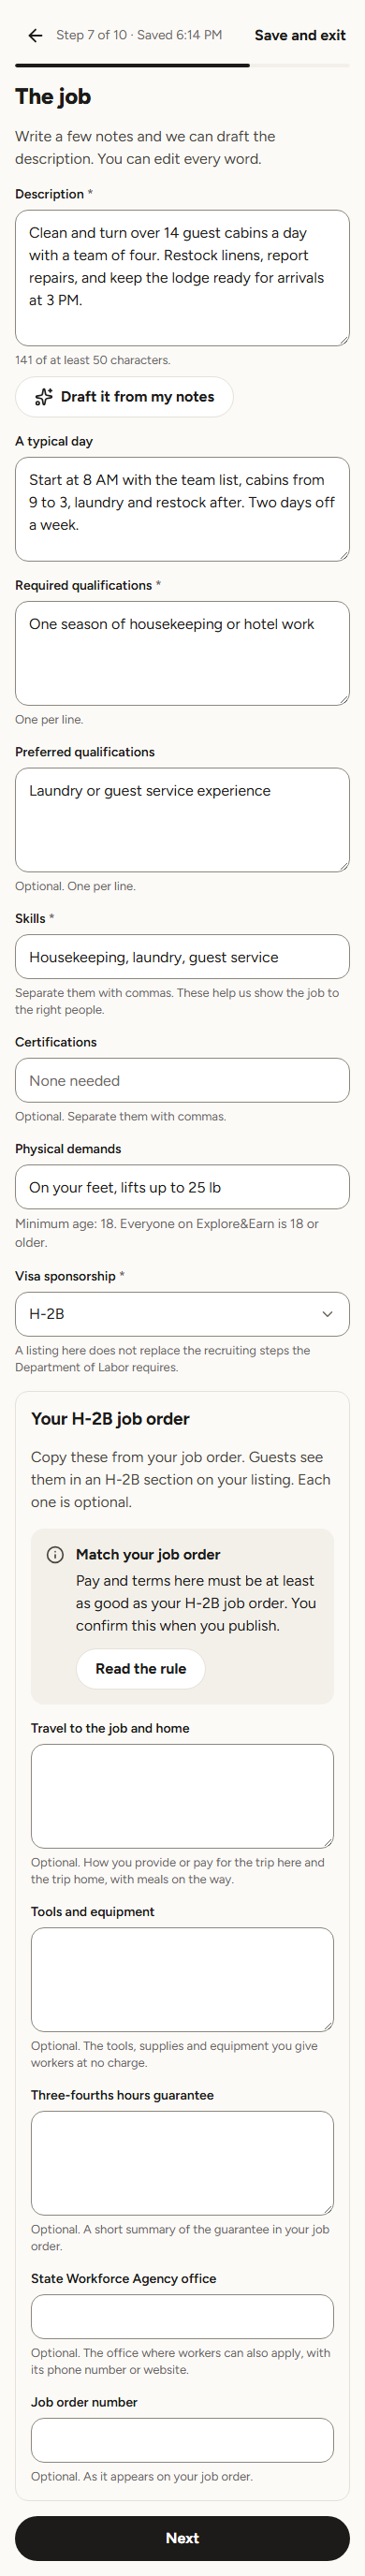 Step 7 of 10 · Saved 6:14 PM
Save and exit
The job
Write a few notes and we can draft the
description. You can edit every word.
Description *
Clean and turn over 14 guest cabins a day
with a team of four. Restock linens, report
repairs, and keep the lodge ready for arrivals
at 3 PM.
141 of at least 50 characters.
Draft it from my notes
A typical day
Start at 8 AM with the team list, cabins from
9 to 3, laundry and restock after. Two days off
a week.
Required qualifications *
One season of housekeeping or hotel work
One per line.
Preferred qualifications
Laundry or guest service experience
Optional. One per line.
Skills *
Housekeeping, laundry, guest service
Separate them with commas. These help us show the job to
the right people.
Certifications
None needed
Optional. Separate them with commas.
Physical demands
On your feet, lifts up to 25 lb
Minimum age: 18. Everyone on Explore&Earn is 18 or
older.
Visa sponsorship *
H-2B
A listing here does not replace the recruiting steps the
Department of Labor requires.
Your H-2B job order
Copy these from your job order. Guests see
them in an H-2B section on your listing. Each
one is optional.
Match your job order
Pay and terms here must be at least
as good as your H-2B job order. You
confirm this when you publish.
Read the rule
Travel to the job and home
Optional. How you provide or pay for the trip here and
the trip home, with meals on the way.
Tools and equipment
Optional. The tools, supplies and equipment you give
workers at no charge.
Three-fourths hours guarantee
Optional. A short summary of the guarantee in your job
order.
State Workforce Agency office
Optional. The office where workers can also apply, with
its phone number or website.
Job order number
Optional. As it appears on your job order.
Next